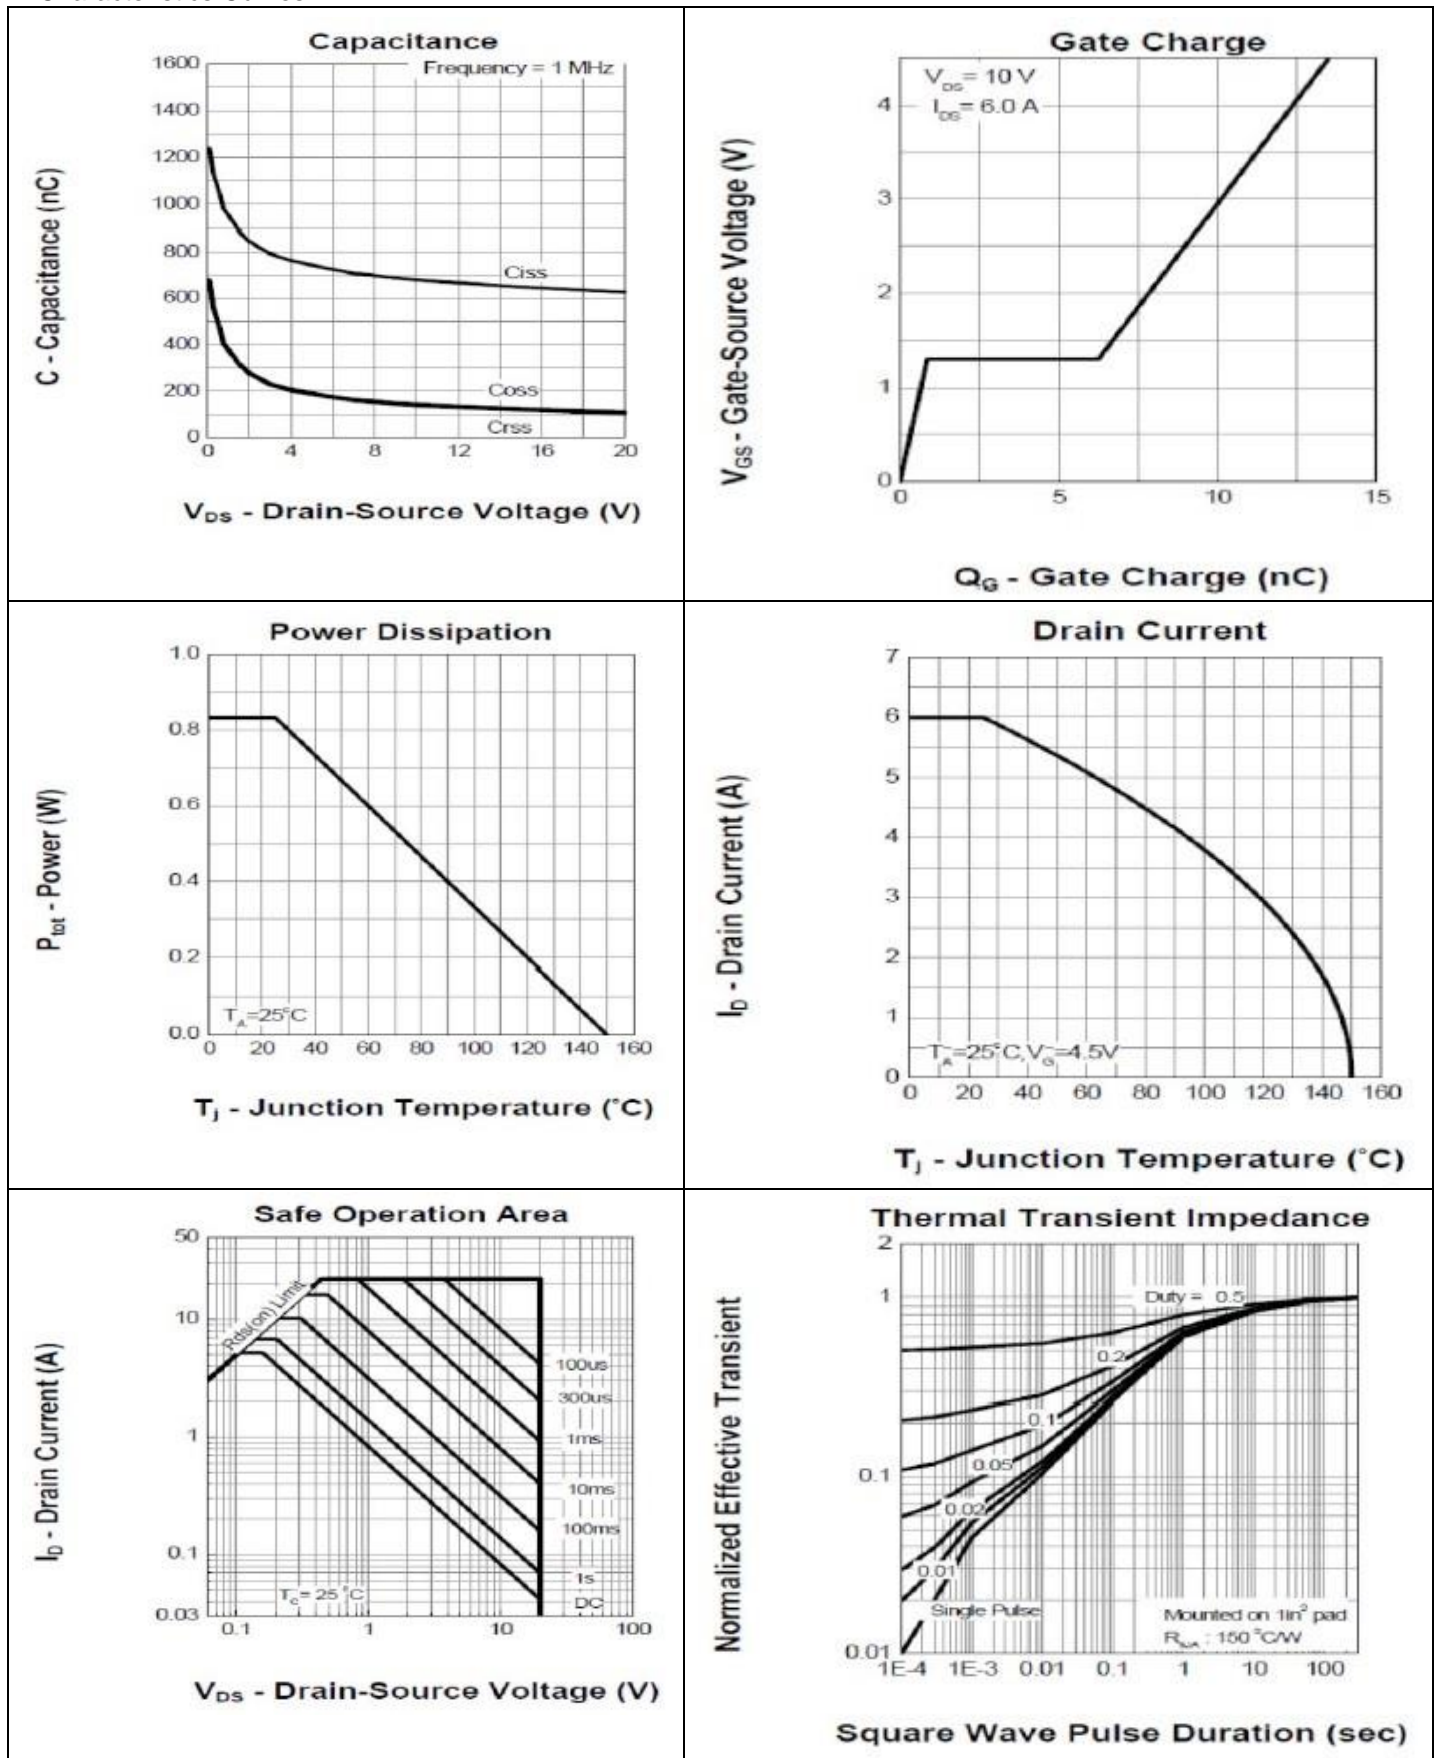 Capacitance
Frequency = 1 MHz
1600
1400
1200
1000
800
600
400
200
0
Ciss
Coss
Crss
0 4 8 12 16 20
C - Capacitance (nC)
VDS - Drain-Source Voltage (V)
Gate Charge
VDS= 10 V
IDS= 6.0 A
4
3
2
1
0
0 5 10 15
VGS - Gate-Source Voltage (V)
QG - Gate Charge (nC)
Power Dissipation
1.0
0.8
0.6
0.4
0.2
0.0
TA=25°C
0 20 40 60 80 100 120 140 160
Ptot - Power (W)
Tj - Junction Temperature (°C)
Drain Current
7
6
5
4
3
2
1
0
TA=25°C,VG=4.5V
0 20 40 60 80 100 120 140 160
ID - Drain Current (A)
Tj - Junction Temperature (°C)
Safe Operation Area
50
10
1
0.1
0.03
Rds(on) Limit
100us
300us
1ms
10ms
100ms
1s
DC
TC= 25 °C
0.1 1 10 100
ID - Drain Current (A)
VDS - Drain-Source Voltage (V)
Thermal Transient Impedance
2
1
0.1
0.01
Duty = 0.5
0.2
0.1
0.05
0.02
0.01
Single Pulse
Mounted on 1in² pad
RθJA : 150 °C/W
1E-4 1E-3 0.01 0.1 1 10 100
Normalized Effective Transient
Square Wave Pulse Duration (sec)